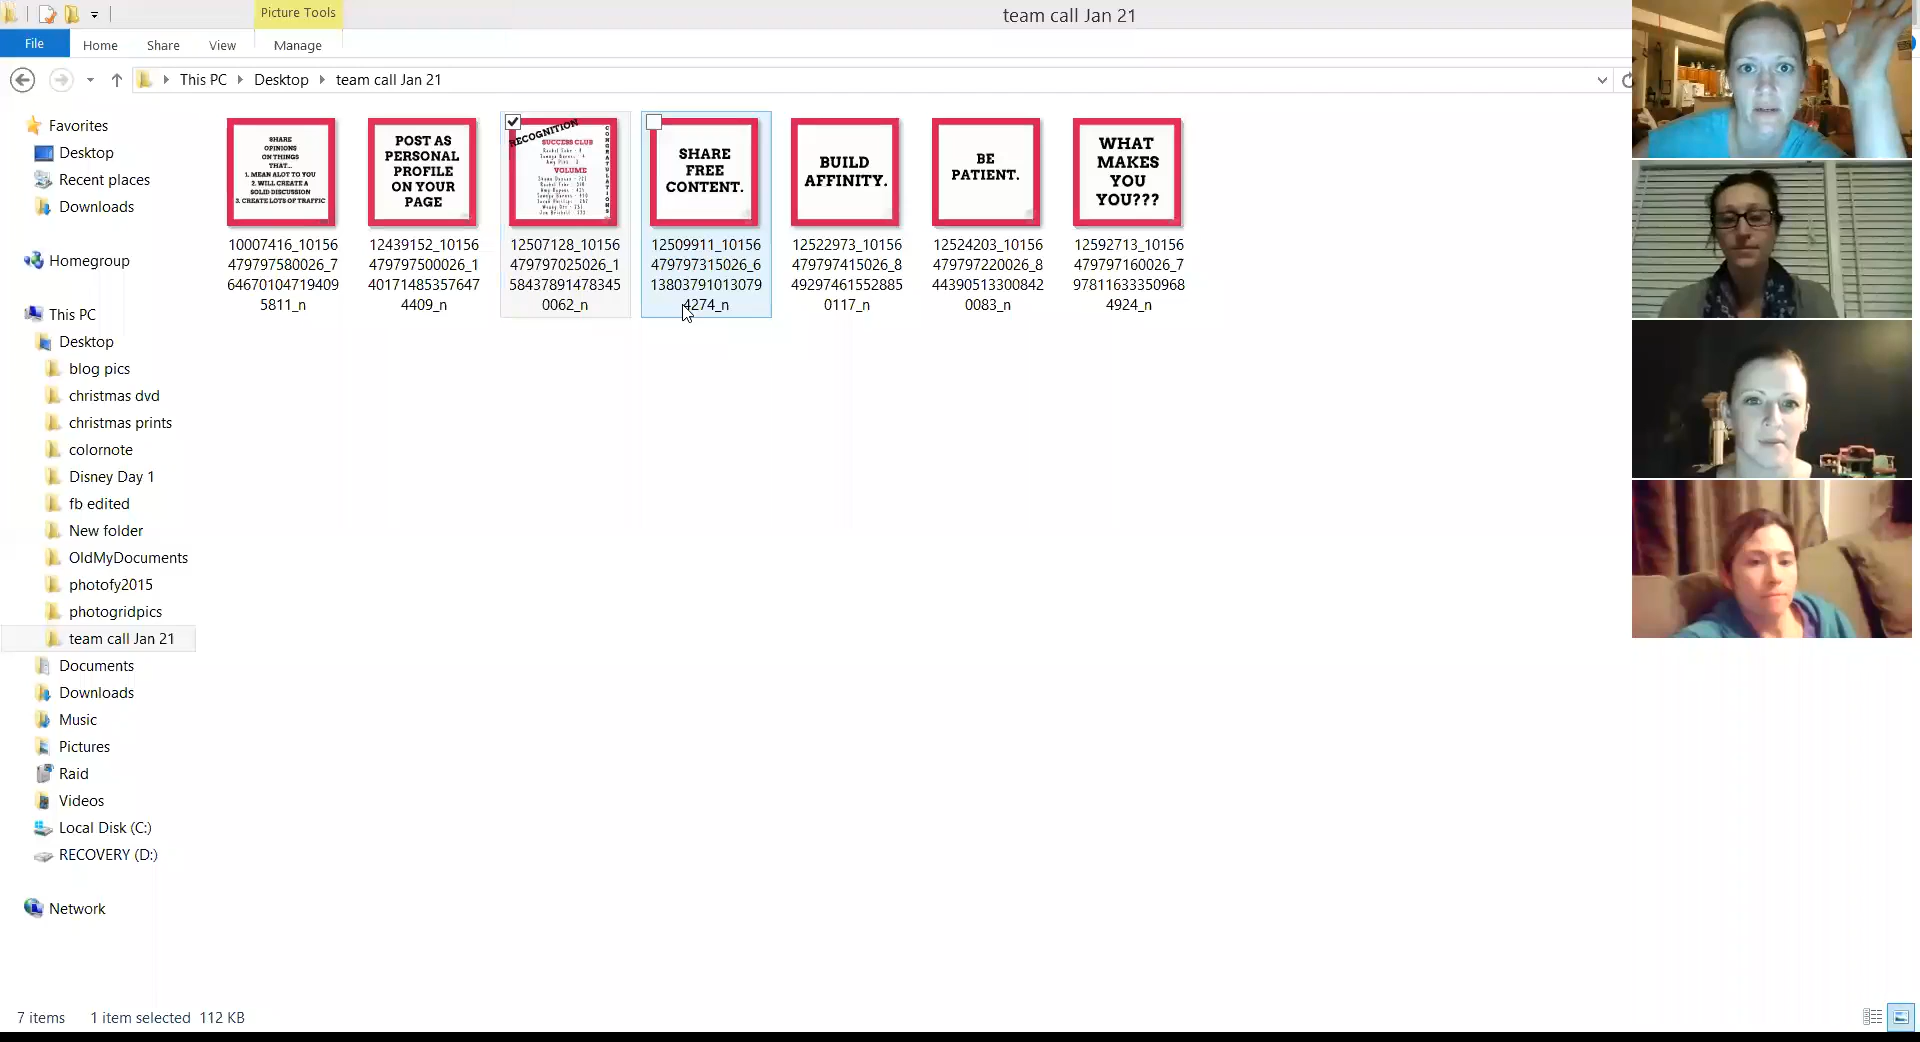 Picture Tools
team call Jan 21
File
Home
Share
View
Manage
This PC
Desktop
team call Jan 21
Favorites
Desktop
Recent places
Downloads
Homegroup
This PC
Desktop
blog pics
christmas dvd
christmas prints
colornote
Disney Day 1
fb edited
New folder
OldMyDocuments
photofy2015
photogridpics
team call Jan 21
Documents
Downloads
Music
Pictures
Raid
Videos
Local Disk (C:)
RECOVERY (D:)
Network
SHARE
OPINIONS
ON THINGS
THAT...
1. MEAN ALOT TO YOU
2. WILL CREATE A
SOLID DISCUSSION
3. CREATE LOTS OF TRAFFIC
10007416_10156
479797580026_7
64670104719409
5811_n
POST AS
PERSONAL
PROFILE
ON YOUR
PAGE
12439152_10156
479797500026_1
40171485357647
4409_n
RECOGNITION
CONGRATULATIONS
SUCCESS CLUB
VOLUME
12507128_10156
479797025026_1
58437891478345
0062_n
SHARE
FREE
CONTENT.
12509911_10156
479797315026_6
13803791013079
4274_n
BUILD
AFFINITY.
12522973_10156
479797415026_8
49297461552885
0117_n
BE
PATIENT.
12524203_10156
479797220026_8
44390513300842
0083_n
WHAT
MAKES
YOU
YOU???
12592713_10156
479797160026_7
97811633350968
4924_n
7 items
1 item selected 112 KB